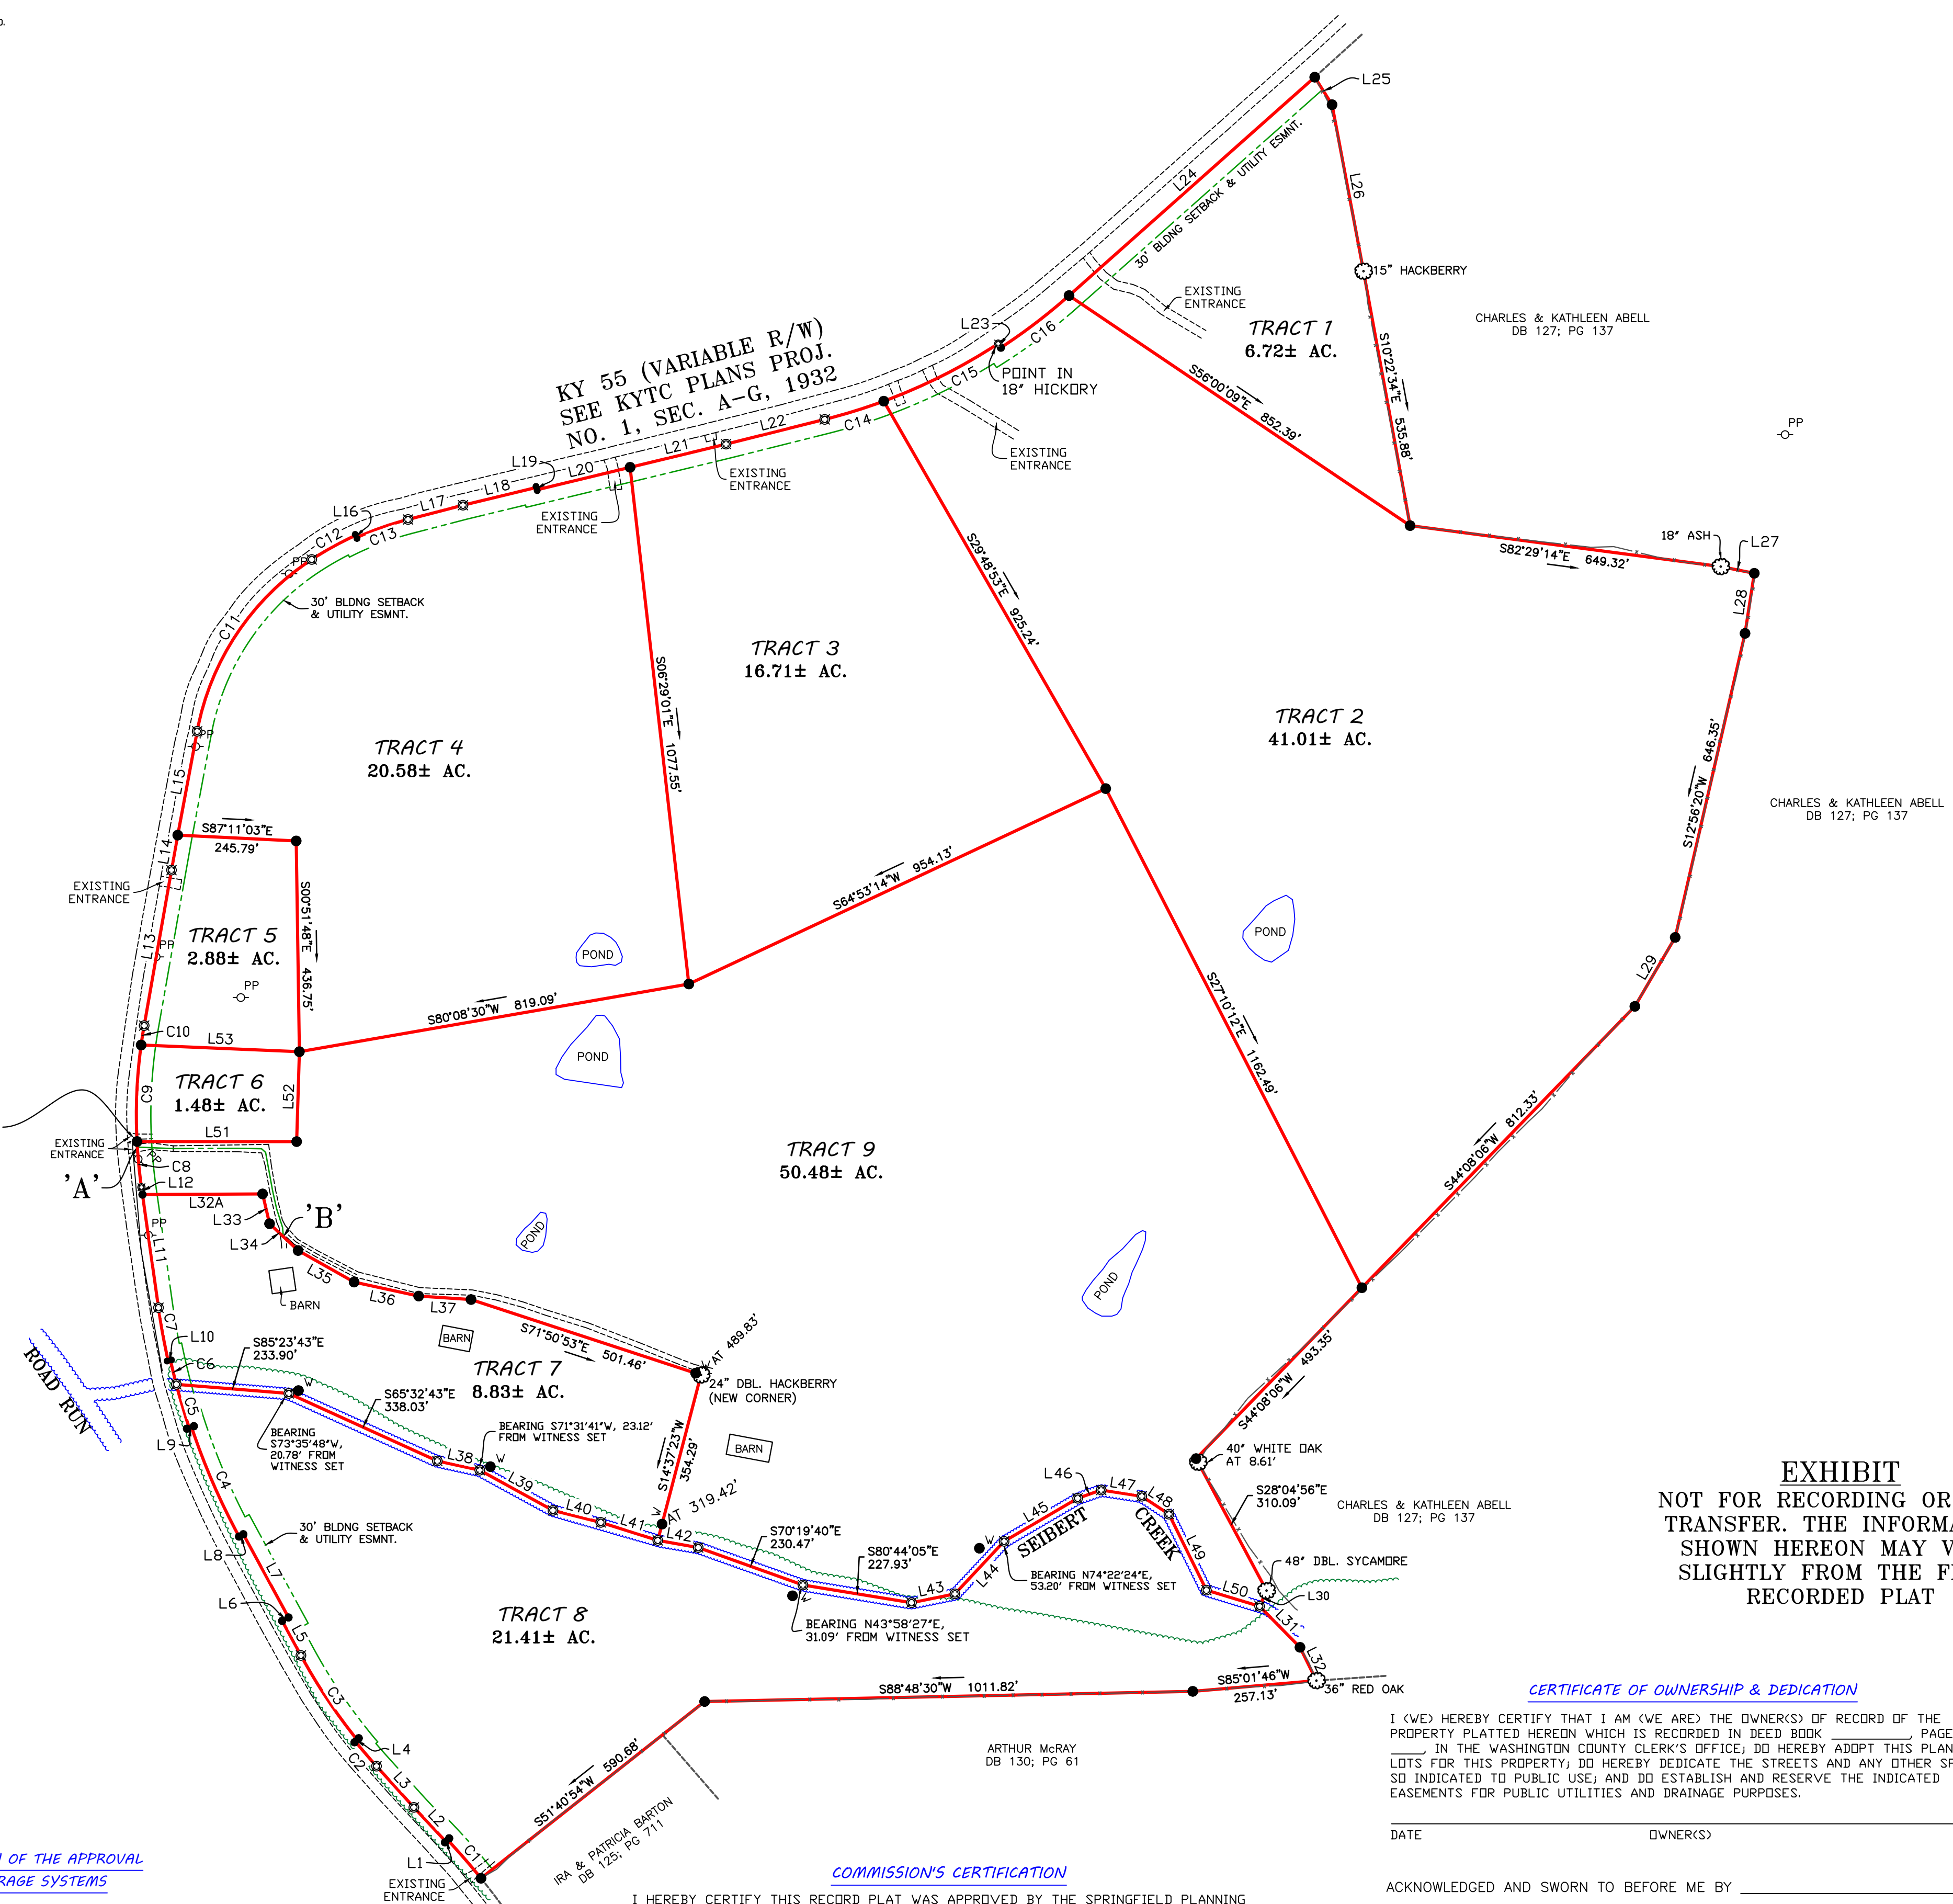 D.
L25
L24
30' BLDNG SETBACK & UTILITY ESMNT.
L26
15" HACKBERRY
EXISTING
ENTRANCE
TRACT 1
6.72± AC.
CHARLES & KATHLEEN ABELL
DB 127; PG 137
L23
C16
KY 55 (VARIABLE R/W)
SEE KYTC PLANS PROJ.
NO. 1, SEC. A-G, 1932
C15
POINT IN
18" HICKORY
S56°00'09"E 852.39'
S10°22'34"E 535.88'
PP
L22
C14
L21
EXISTING
ENTRANCE
EXISTING
ENTRANCE
L19
L20
L18
L17
EXISTING
ENTRANCE
L16
C12
C13
PP
S29°48'53"E 925.24'
18" ASH
L27
S82°29'14"E 649.32'
L28
30' BLDNG SETBACK
& UTILITY ESMNT.
C11
TRACT 3
16.71± AC.
S06°29'01"E 1077.55'
TRACT 2
41.01± AC.
TRACT 4
20.58± AC.
PP
L15
S12°56'20"W 646.35'
CHARLES & KATHLEEN ABELL
DB 127; PG 137
S87°11'03"E
245.79'
L14
EXISTING
ENTRANCE
S64°53'14"W 954.13'
S00°51'48"E 436.75'
TRACT 5
2.88± AC.
L13
PP
PP
POND
POND
L29
S80°08'30"W 819.09'
S27°10'12"E 1162.49'
C10
L53
POND
TRACT 6
1.48± AC.
C9
L52
L51
EXISTING
ENTRANCE
PP
C8
'A'
L12
L32A
TRACT 9
50.48± AC.
S44°08'06"W 812.33'
L33
'B'
L34
PP
L11
POND
POND
L35
BARN
L36
L37
C7
BARN
S71°50'53"E 501.46'
AT 489.83'
L10
C6
S85°23'43"E
233.90'
TRACT 7
8.83± AC.
24" DBL. HACKBERRY
(NEW CORNER)
S44°08'06"W 493.35'
ROAD RUN
W
S65°32'43"E
338.03'
C5
L9
BEARING
S73°35'48"W,
20.78' FROM
WITNESS SET
BEARING S71°31'41"W, 23.12'
FROM WITNESS SET
L38
W
L39
S14°37'23"W
354.29'
BARN
40" WHITE OAK
AT 8.61'
L46
L47
L48
EXHIBIT
NOT FOR RECORDING OR
TRANSFER. THE INFORMA
SHOWN HEREON MAY V
SLIGHTLY FROM THE F
RECORDED PLAT
S28°04'56"E
310.09'
CHARLES & KATHLEEN ABELL
DB 127; PG 137
C4
L40
L41
W
AT 319.42'
L42
L45
SEIBERT
CREEK
W
L49
30' BLDNG SETBACK
& UTILITY ESMNT.
S70°19'40"E
230.47'
L8
S80°44'05"E
227.93'
L7
L43
L44
BEARING N74°22'24"E,
53.20' FROM WITNESS SET
48" DBL. SYCAMORE
L50
L30
L6
TRACT 8
21.41± AC.
W
BEARING N43°58'27"E,
31.09' FROM WITNESS SET
L31
L5
L32
S88°48'30"W 1011.82'
S85°01'46"W
257.13'
36" RED OAK
C3
L4
C2
ARTHUR McRAY
DB 130; PG 61
L3
S51°40'54"W 590.68'
L2
IRA & PATRICIA BARTON
DB 125; PG 711
L1
C1
EXISTING
ENTRANCE
CERTIFICATE OF OWNERSHIP & DEDICATION
I (WE) HEREBY CERTIFY THAT I AM (WE ARE) THE OWNER(S) OF RECORD OF THE
PROPERTY PLATTED HEREON WHICH IS RECORDED IN DEED BOOK ________, PAGE
____, IN THE WASHINGTON COUNTY CLERK'S OFFICE; DO HEREBY ADOPT THIS PLAN
LOTS FOR THIS PROPERTY; DO HEREBY DEDICATE THE STREETS AND ANY OTHER SP
SO INDICATED TO PUBLIC USE; AND DO ESTABLISH AND RESERVE THE INDICATED
EASEMENTS FOR PUBLIC UTILITIES AND DRAINAGE PURPOSES.
DATE OWNER(S)
ACKNOWLEDGED AND SWORN TO BEFORE ME BY
OF THE APPROVAL
RAGE SYSTEMS
COMMISSION'S CERTIFICATION
I HEREBY CERTIFY THIS RECORD PLAT WAS APPROVED BY THE SPRINGFIELD PLANNING